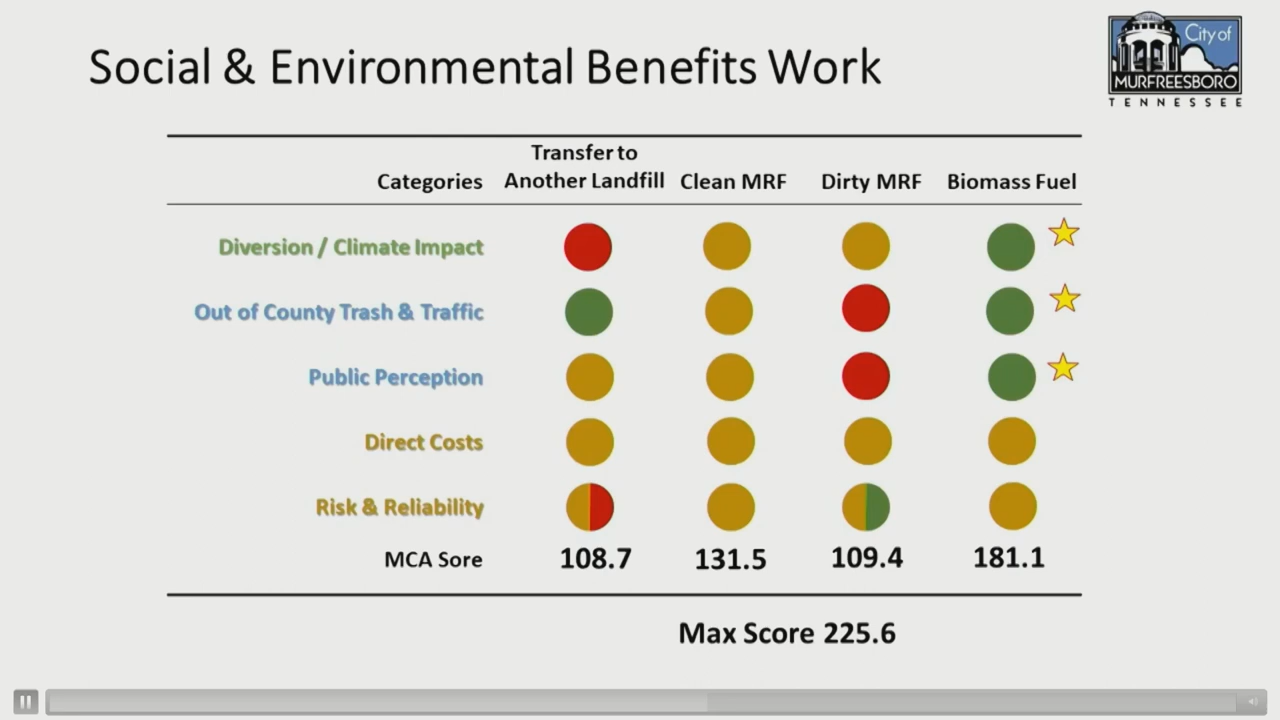 Social & Environmental Benefits Work
City of
MURFREESBORO
TENNESSEE
Categories Transfer to Another Landfill Clean MRF Dirty MRF Biomass Fuel
Diversion / Climate Impact
Out of County Trash & Traffic
Public Perception
Direct Costs
Risk & Reliability
MCA Sore 108.7 131.5 109.4 181.1
Max Score 225.6